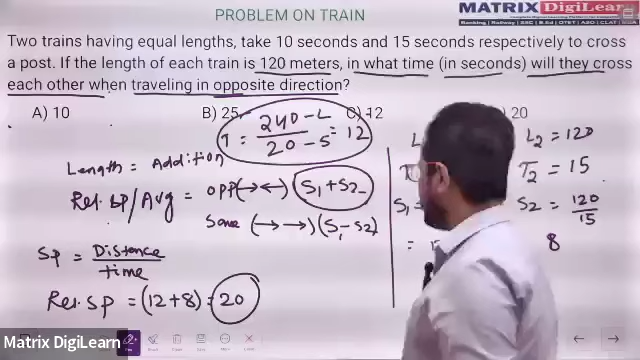 PROBLEM ON TRAIN
MATRIX DigiLearn
Two trains having equal lengths, take 10 seconds and 15 seconds respectively to cross
a post. If the length of each train is 120 meters, in what time (in seconds) will they cross
each other when traveling in opposite direction?
A) 10 B) 25 C) 12 20
T = 240 - L / 20 - S = 12
Length = Addition
Rel. SP/Avg = OPP (→←) S1 + S2
Same (→→) (S1 - S2)
SP = Distance / time
Rel. SP = (12+8) = 20
L L2 = 120
T T2 = 15
S1 = S2 = 120 / 15
= 8
Matrix DigiLearn